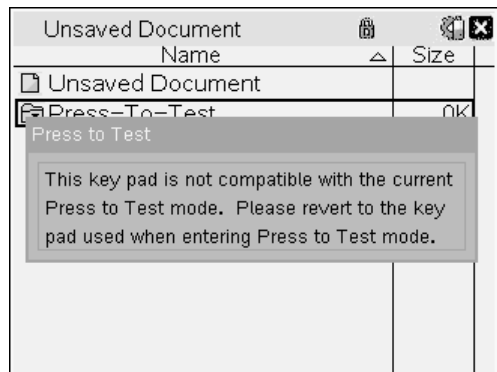 Unsaved Document
Name Size
Unsaved Document
Press-To-Test 0K
Press to Test
This key pad is not compatible with the current
Press to Test mode. Please revert to the key
pad used when entering Press to Test mode.